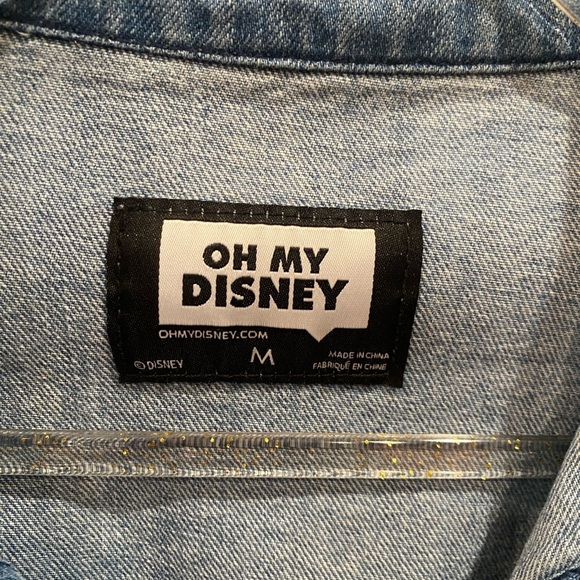 OH MY
DISNEY
OHMYDISNEY.COM
© DISNEY
M
MADE IN CHINA
FABRIQUÉ EN CHINE